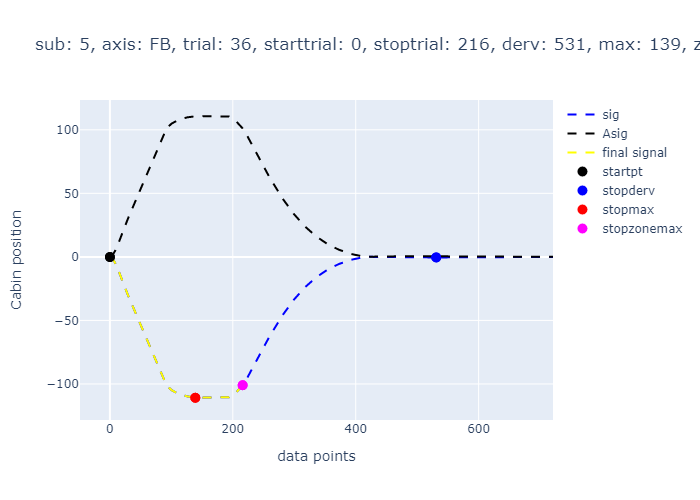 sub: 5, axis: FB, trial: 36, starttrial: 0, stoptrial: 216, derv: 531, max: 139, z
100
50
0
−50
−100
Cabin position
0
200
400
600
data points
sig
Asig
final signal
startpt
stopderv
stopmax
stopzonemax